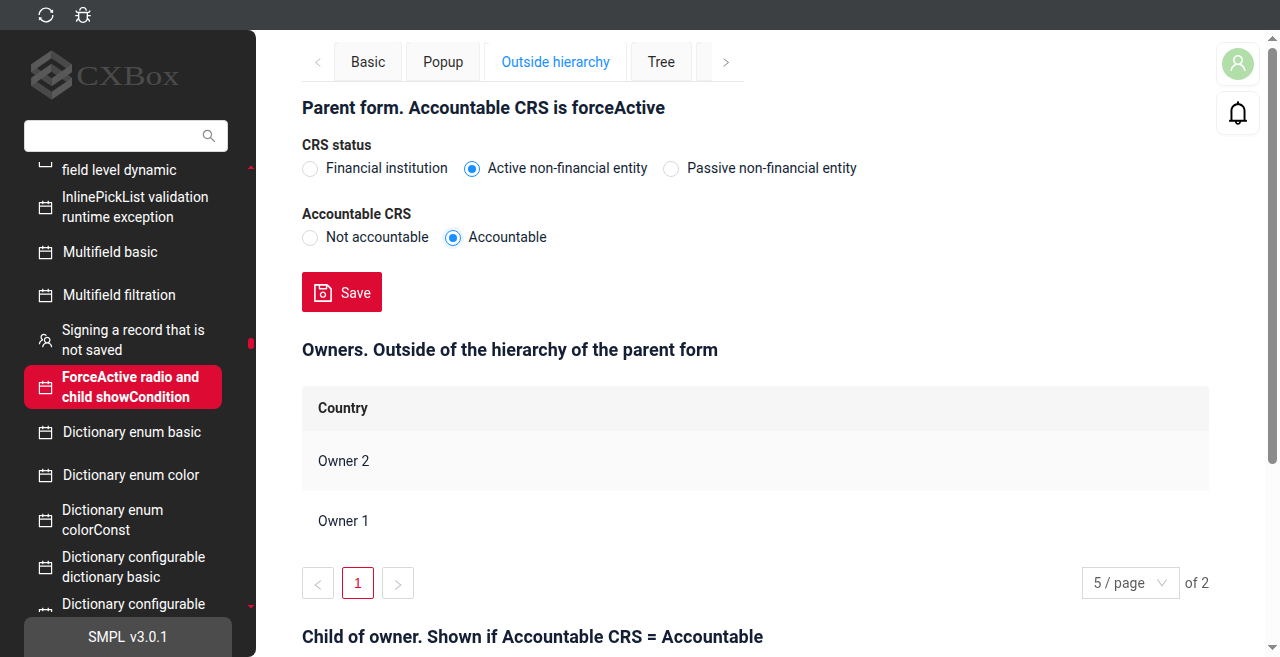 CXBox
field level dynamic
InlinePickList validation
runtime exception
Multifield basic
Multifield filtration
Signing a record that is
not saved
ForceActive radio and
child showCondition
Dictionary enum basic
Dictionary enum color
Dictionary enum
colorConst
Dictionary configurable
dictionary basic
Dictionary configurable
SMPL v3.0.1
Basic
Popup
Outside hierarchy
Tree
Parent form. Accountable CRS is forceActive
CRS status
Financial institution
Active non-financial entity
Passive non-financial entity
Accountable CRS
Not accountable
Accountable
Save
Owners. Outside of the hierarchy of the parent form
Country
Owner 2
Owner 1
1
5 / page
of 2
Child of owner. Shown if Accountable CRS = Accountable